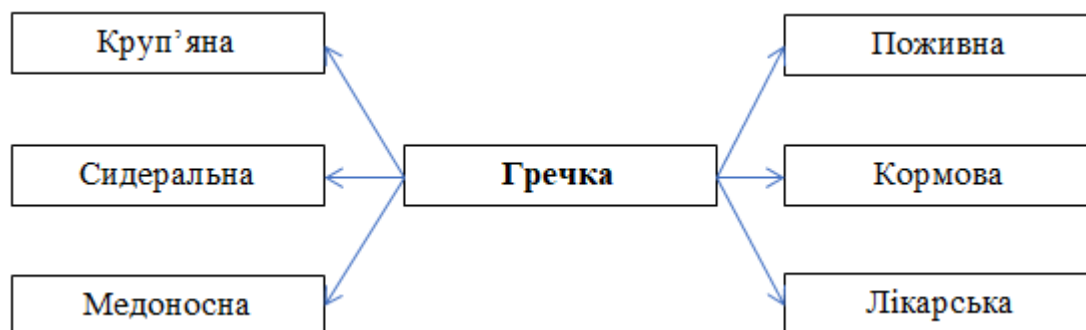 Круп’яна
Поживна
Сидеральна
Гречка
Кормова
Медоносна
Лікарська